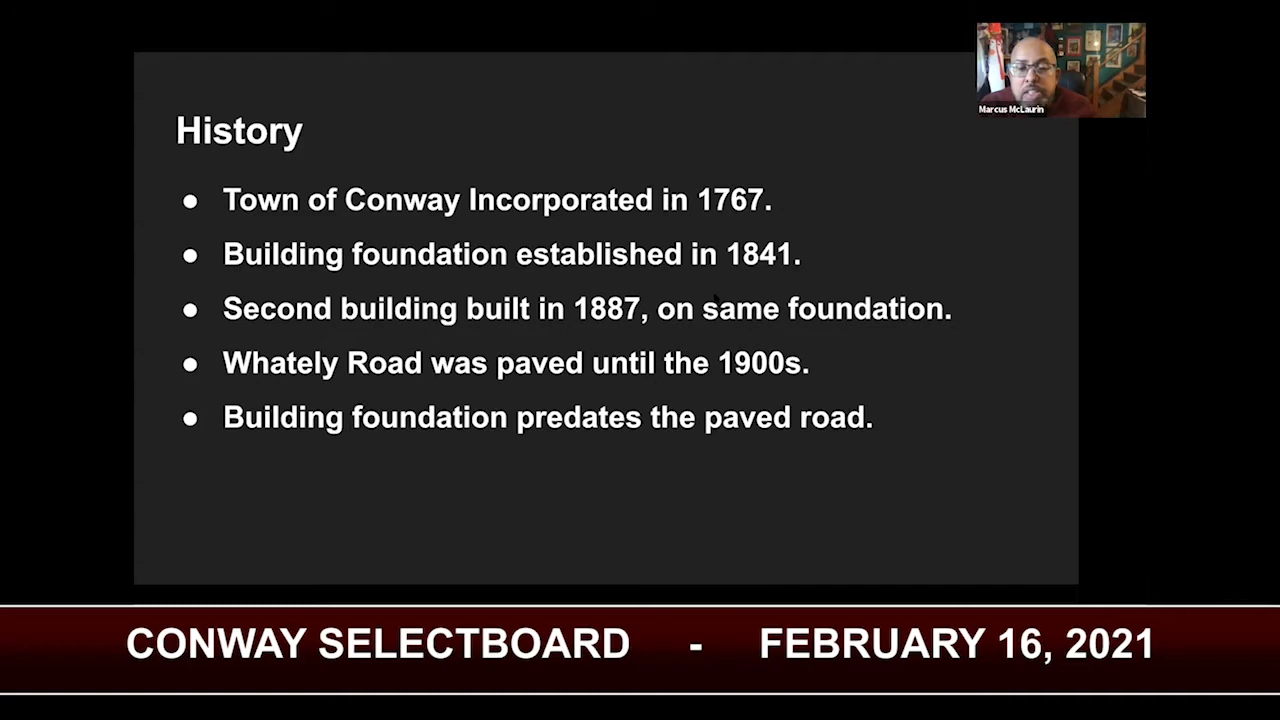 Marcus McLaurin
History
● Town of Conway Incorporated in 1767.
● Building foundation established in 1841.
● Second building built in 1887, on same foundation.
● Whately Road was paved until the 1900s.
● Building foundation predates the paved road.
CONWAY SELECTBOARD - FEBRUARY 16, 2021